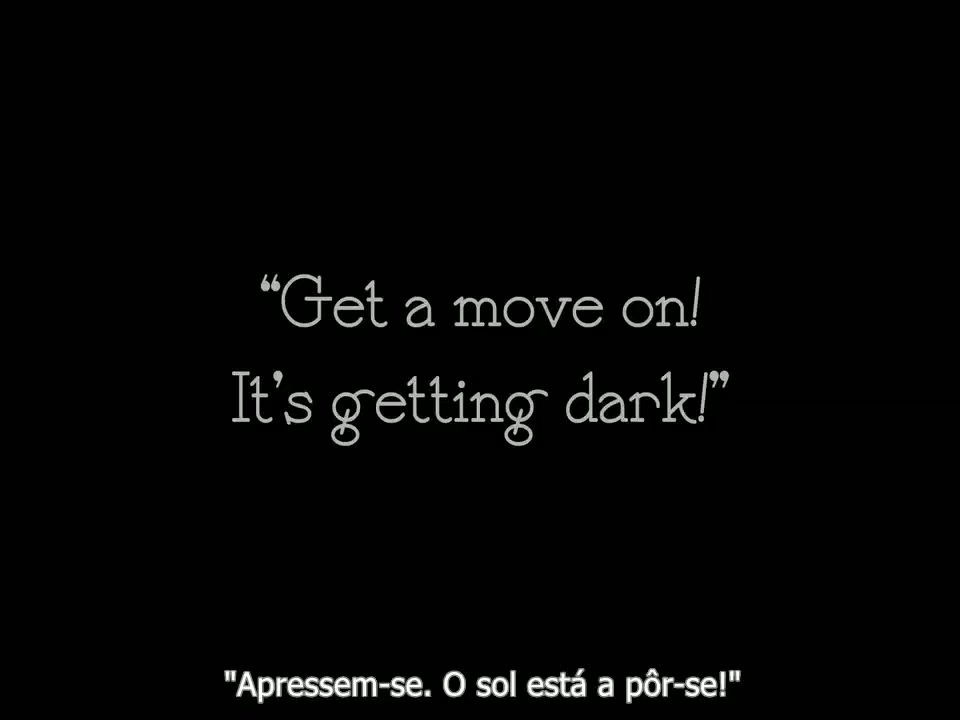 “Get a move on!
It’s getting dark!”
"Apressem-se. O sol está a pôr-se!"